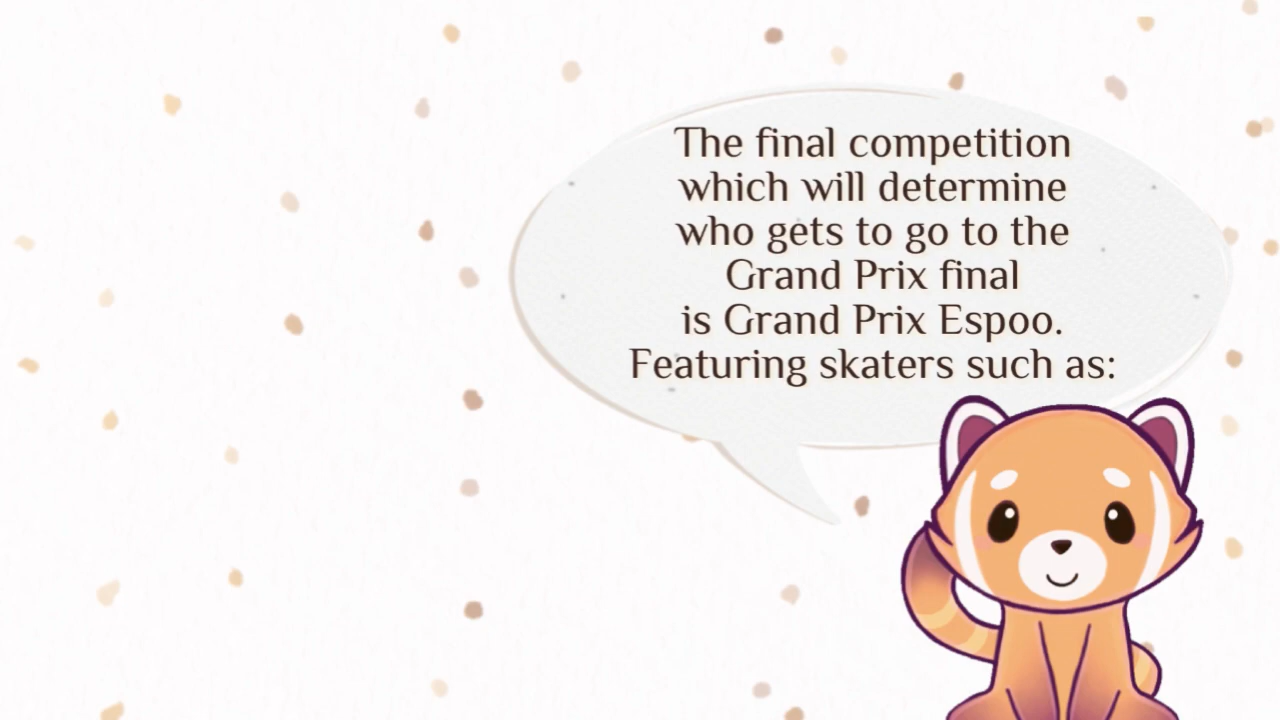 The final competition
which will determine
who gets to go to the
Grand Prix final
is Grand Prix Espoo.
Featuring skaters such as: